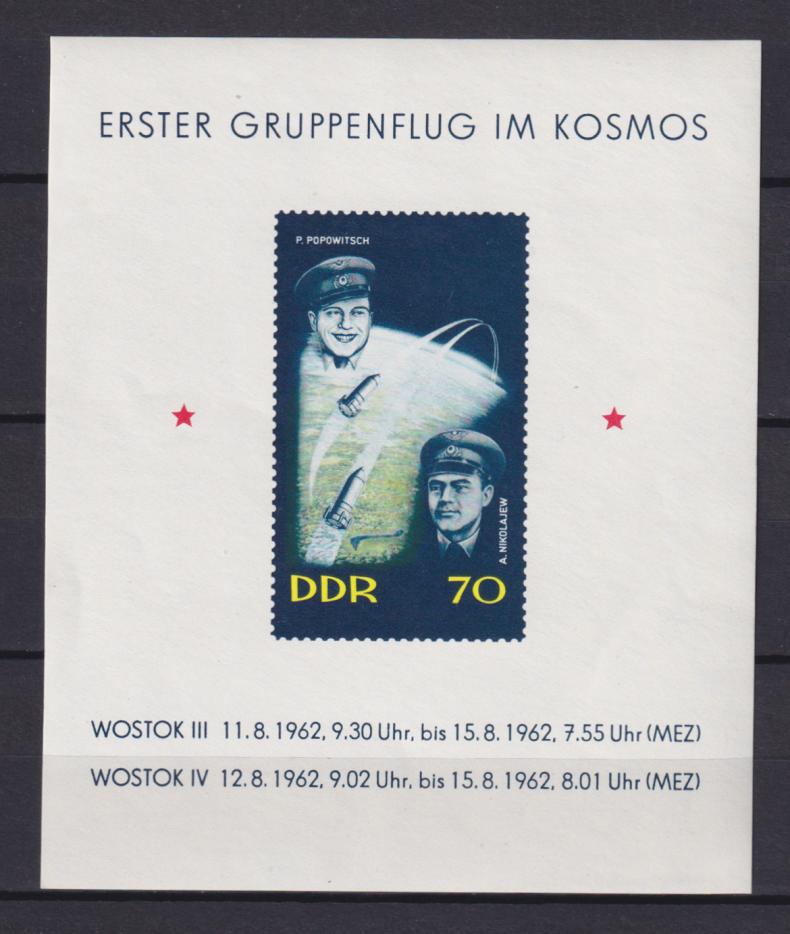 ERSTER GRUPPENFLUG IM KOSMOS
P. POPOWITSCH
A. NIKOLAJEW
DDR 70
WOSTOK III 11.8.1962, 9.30 Uhr, bis 15.8.1962, 7.55 Uhr (MEZ)
WOSTOK IV 12.8.1962, 9.02 Uhr, bis 15.8.1962, 8.01 Uhr (MEZ)